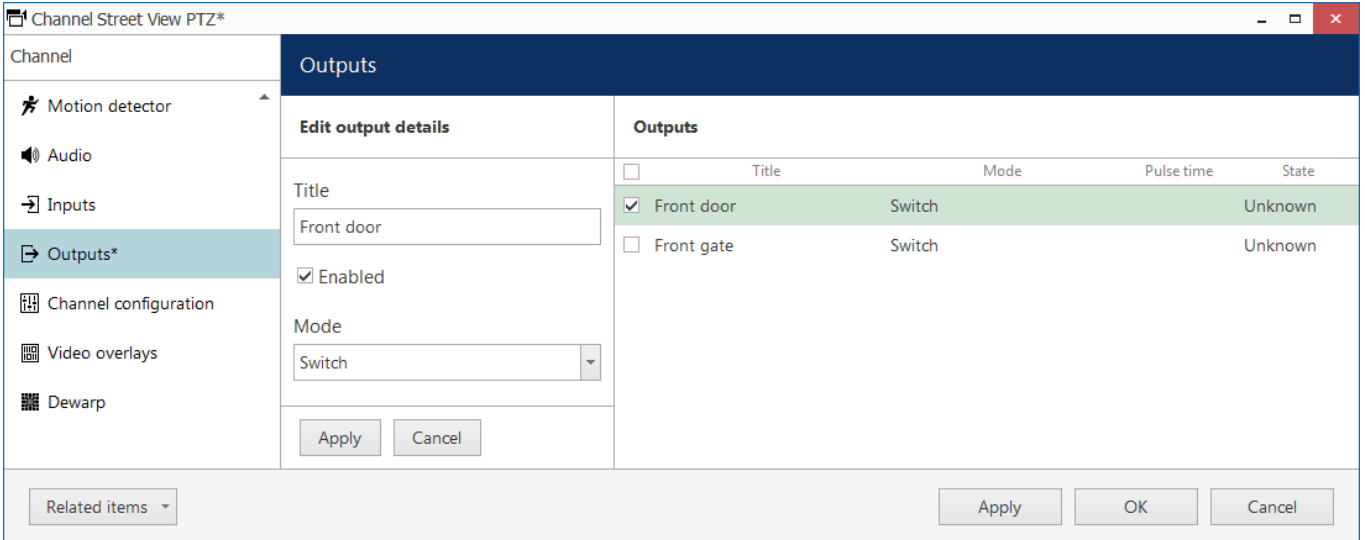 Channel Street View PTZ*
Channel
Motion detector
Audio
Inputs
Outputs*
Channel configuration
Video overlays
Dewarp
Outputs
Edit output details
Title
Front door
Enabled
Mode
Switch
Apply Cancel
Outputs
Title Mode Pulse time State
Front door Switch Unknown
Front gate Switch Unknown
Related items Apply OK Cancel